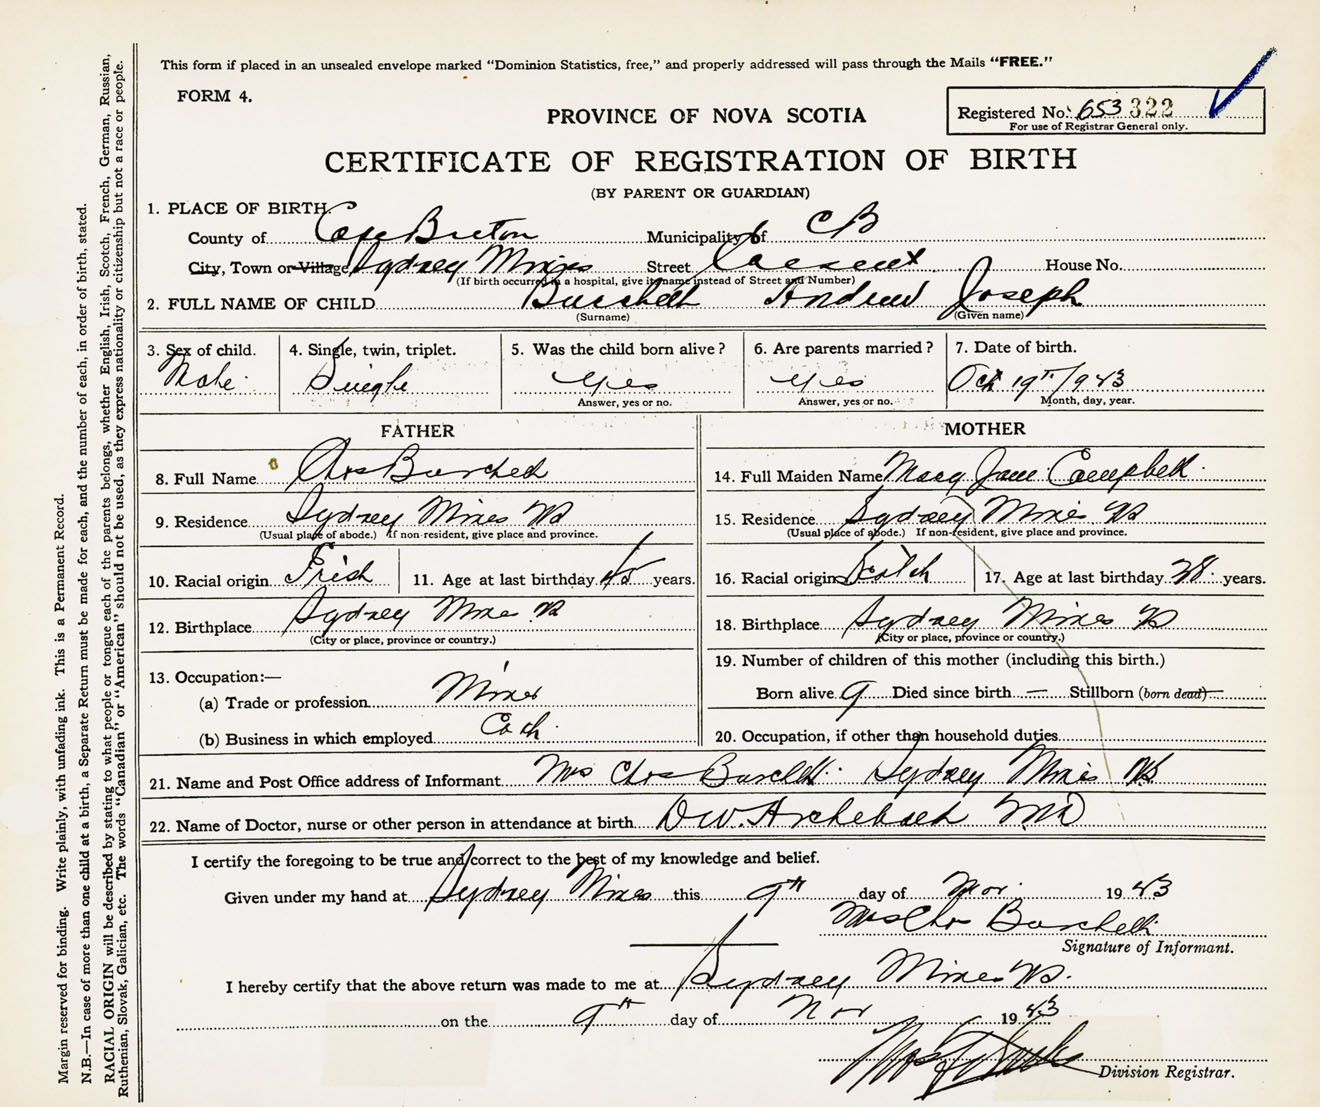 This form if placed in an unsealed envelope marked "Dominion Statistics, free," and properly addressed will pass through the Mails "FREE."
FORM 4.
PROVINCE OF NOVA SCOTIA
Registered No. 653 322
For use of Registrar General only.
CERTIFICATE OF REGISTRATION OF BIRTH
(BY PARENT OR GUARDIAN)
1. PLACE OF BIRTH
County of Cape Breton Municipality of CB
City, Town or Village Sydney Mines Street Crescent House No.
(If birth occurred in a hospital, give its name instead of Street and Number)
2. FULL NAME OF CHILD Burchell Andrew Joseph
(Surname) (Given name)
3. Sex of child. 4. Single, twin, triplet. 5. Was the child born alive? 6. Are parents married? 7. Date of birth.
Male Single Yes Yes Oct 19th 1943
Answer, yes or no. Answer, yes or no. Month, day, year.
FATHER MOTHER
8. Full Name Chas Burchell 14. Full Maiden Name Mary Jane Campbell
9. Residence Sydney Mines NS 15. Residence Sydney Mines NS
(Usual place of abode.) If non-resident, give place and province. (Usual place of abode.) If non-resident, give place and province.
10. Racial origin Irish 11. Age at last birthday 45 years. 16. Racial origin Scotch 17. Age at last birthday 38 years.
12. Birthplace Sydney Mines NS 18. Birthplace Sydney Mines NS
(City or place, province or country.) (City or place, province or country.)
13. Occupation:— 19. Number of children of this mother (including this birth.)
(a) Trade or profession Miner Born alive 9 Died since birth — Stillborn (born dead) —
(b) Business in which employed 20. Occupation, if other than household duties
21. Name and Post Office address of Informant Mrs Chas Burchell Sydney Mines NS
22. Name of Doctor, nurse or other person in attendance at birth D.W. Archibald MD
I certify the foregoing to be true and correct to the best of my knowledge and belief.
Given under my hand at Sydney Mines this 9th day of Nov. 1943
Mrs Chas Burchell
Signature of Informant.
I hereby certify that the above return was made to me at Sydney Mines NS.
on the 9th day of Nov 1943
Division Registrar.
Margin reserved for binding. Write plainly, with unfading ink. This is a Permanent Record.
N.B.—In case of more than one child at a birth, a Separate Return must be made for each, and the number of each, in order of birth, stated.
RACIAL ORIGIN will be described by stating to what people or tongue each of the parents belongs, whether English, Irish, Scotch, French, German, Russian,
Ruthenian, Slovak, Galician, etc. The words "Canadian" or "American" should not be used, as they express nationality or citizenship but not a race or people.